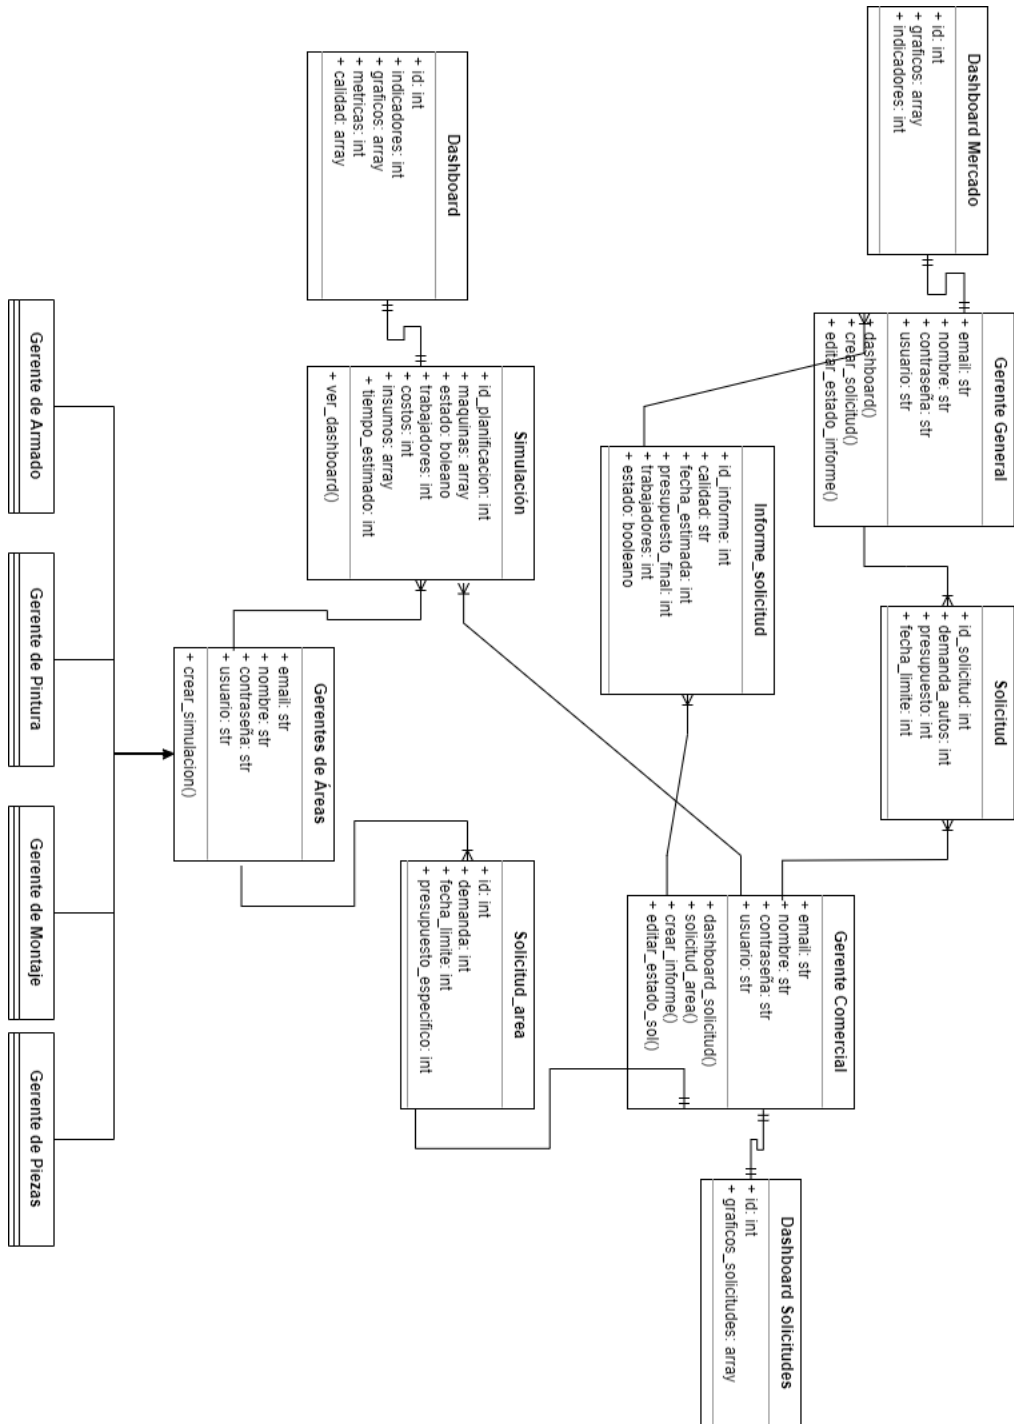 Dashboard Mercado
+ id: int
+ graficos: array
+ indicadores: int
Gerente General
+ email: str
+ nombre: str
+ contraseña: str
+ usuario: str
+ dashboard()
+ crear_solicitud()
+ editar_estado_informe()
Solicitud
+ id_solicitud: int
+ demanda_autos: int
+ presupuesto: int
+ fecha_limite: int
Informe_solicitud
+ id_informe: int
+ calidad: str
+ fecha_estimada: int
+ presupuesto_final: int
+ trabajadores: int
+ estado: booleano
Gerente Comercial
+ email: str
+ nombre: str
+ contraseña: str
+ usuario: str
+ dashboard_solicitud()
+ solicitud_area()
+ crear_informe()
+ editar_estado_sol()
Dashboard Solicitudes
+ id: int
+ graficos_solicitudes: array
Dashboard
+ id: int
+ indicadores: int
+ graficos: array
+ metricas: int
+ calidad: array
Simulación
+ id_planificacion: int
+ maquinas: array
+ estado: boleano
+ trabajadores: int
+ costos: int
+ insumos: array
+ tiempo_estimado: int
+ ver_dashboard()
Gerentes de Áreas
+ email: str
+ nombre: str
+ contraseña: str
+ usuario: str
+ crear_simulacion()
Solicitud_area
+ id: int
+ demanda: int
+ fecha_limite: int
+ presupuesto_especifico: int
Gerente de Armado
Gerente de Pintura
Gerente de Montaje
Gerente de Piezas